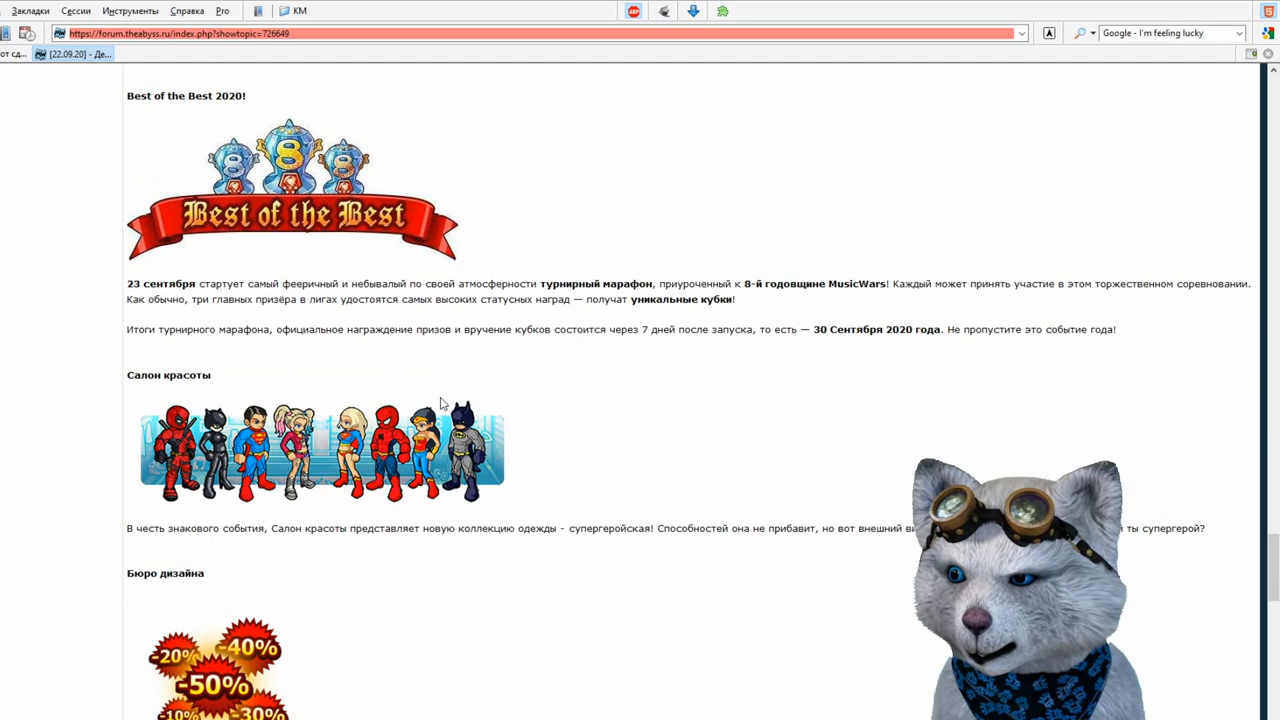 Закладки Сессии Инструменты Справка Pro КМ
ABP
https://forum.theabyss.ru/index.php?showtopic=726649 A Google - I'm feeling lucky
от сд... [22.09.20] - Де...
Best of the Best 2020!
8 8 8
Best of the Best
23 сентября стартует самый фееричный и небывалый по своей атмосферности турнирный марафон, приуроченный к 8-й годовщине MusicWars! Каждый может принять участие в этом торжественном соревновании.
Как обычно, три главных призёра в лигах удостоятся самых высоких статусных наград — получат уникальные кубки!
Итоги турнирного марафона, официальное награждение призов и вручение кубков состоится через 7 дней после запуска, то есть — 30 Сентября 2020 года. Не пропустите это событие года!
Салон красоты
В честь знакового события, Салон красоты представляет новую коллекцию одежды - супергеройская! Способностей она не прибавит, но вот внешний ты супергерой?
Бюро дизайна
-20% -40%
-50%
-10% -30%